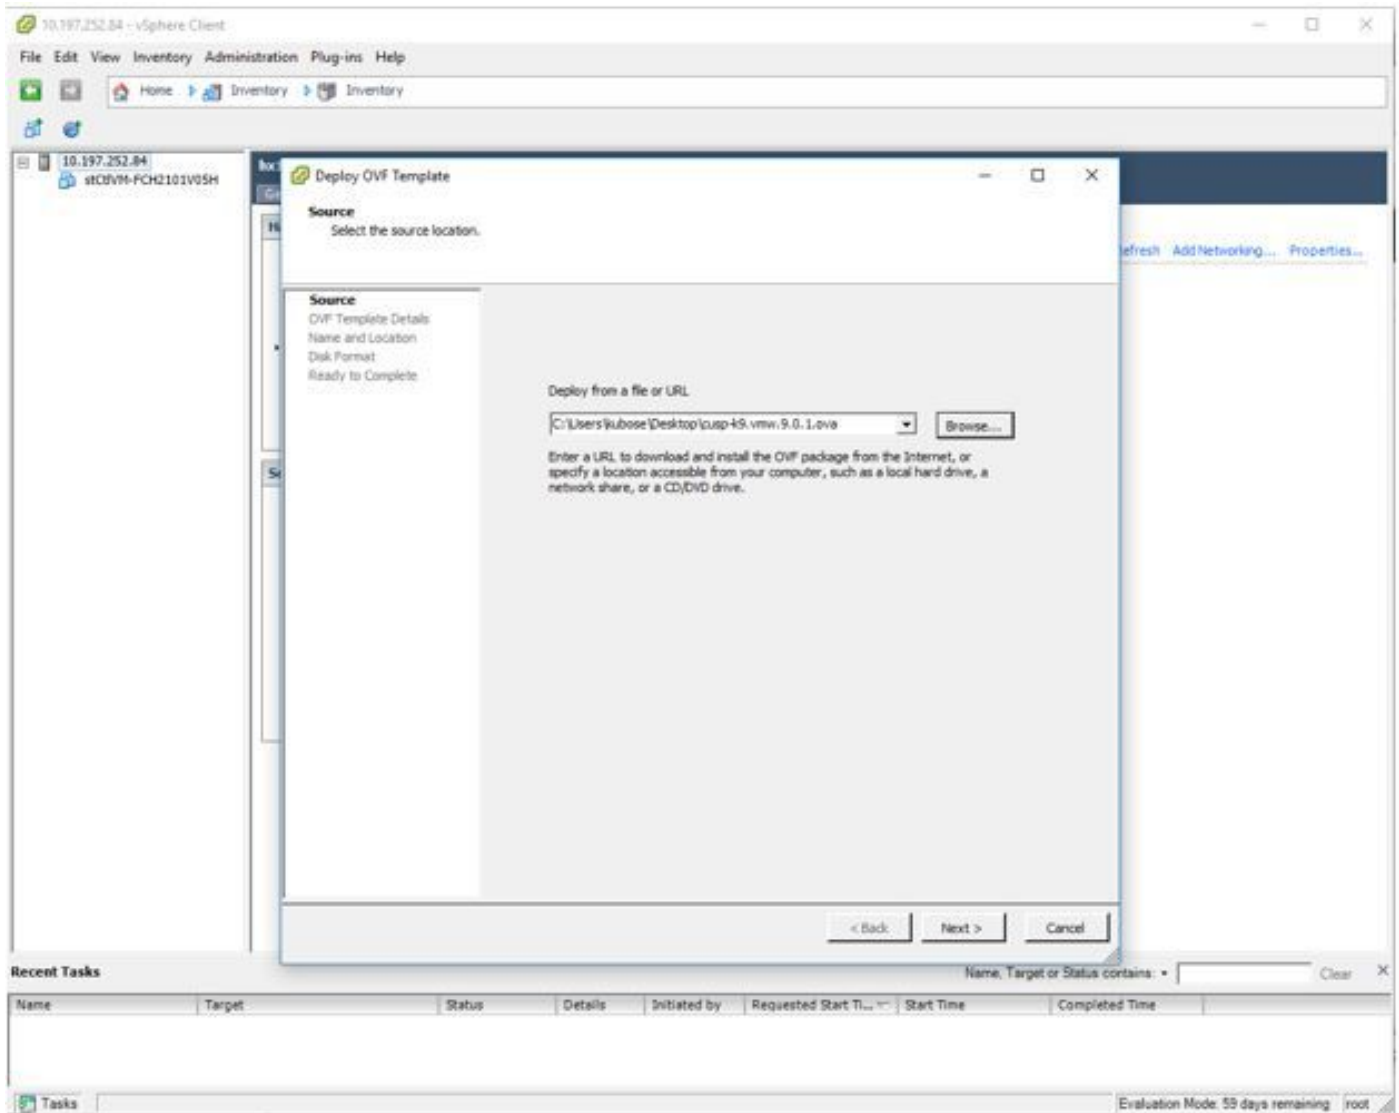 10.197.252.84 - vSphere Client
File Edit View Inventory Administration Plug-ins Help
Home Inventory Inventory
10.197.252.84
stCtlVM-FCH2101V05H
Deploy OVF Template
Source
Select the source location.
efresh Add Networking... Properties...
Source
OVF Template Details
Name and Location
Disk Format
Ready to Complete
Deploy from a file or URL
C:\Users\kubose\Desktop\cusp-k9.vmw.9.0.1.ova
Browse...
Enter a URL to download and install the OVF package from the Internet, or
specify a location accessible from your computer, such as a local hard drive, a
network share, or a CD/DVD drive.
< Back Next > Cancel
Recent Tasks Name, Target or Status contains: Clear
Name Target Status Details Initiated by Requested Start Ti... Start Time Completed Time
Tasks Evaluation Mode: 59 days remaining root